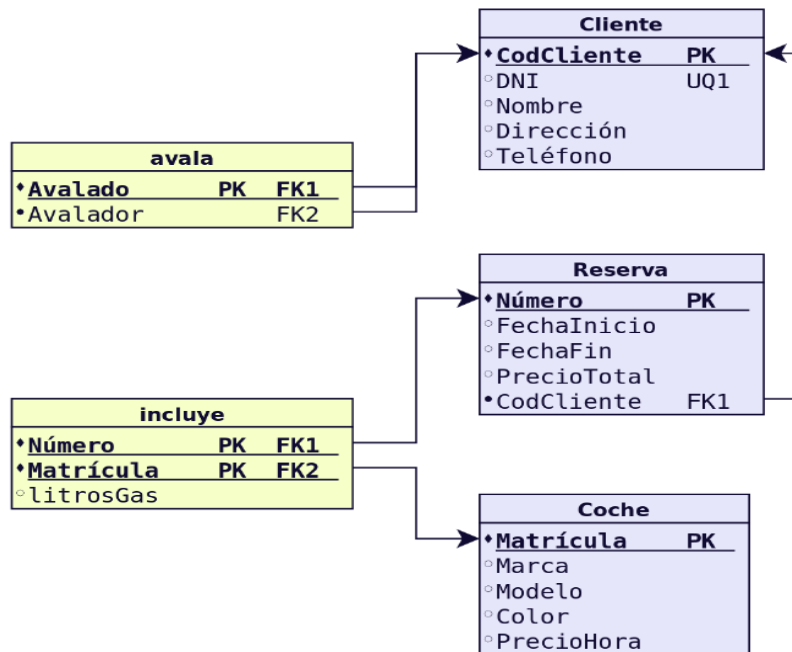 Cliente
CodCliente PK
DNI UQ1
Nombre
Dirección
Teléfono
avala
Avalado PK FK1
Avalador FK2
Reserva
Número PK
FechaInicio
FechaFin
PrecioTotal
CodCliente FK1
incluye
Número PK FK1
Matrícula PK FK2
litrosGas
Coche
Matrícula PK
Marca
Modelo
Color
PrecioHora